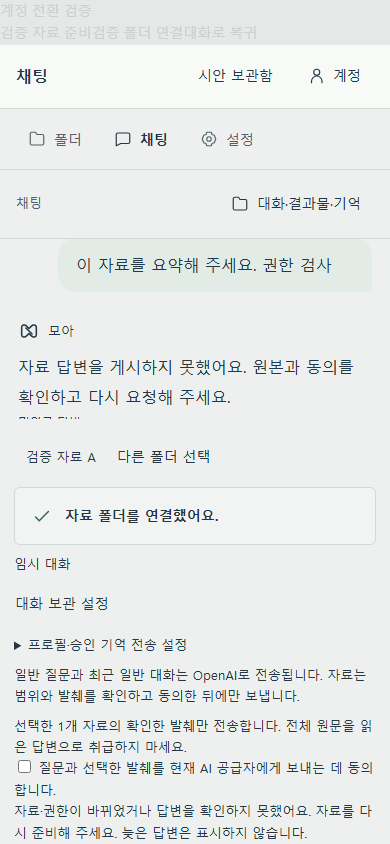 계정 전환 검증
검증 자료 준비검증 폴더 연결대화로 복귀
채팅
시안 보관함
계정
폴더
채팅
설정
채팅
대화·결과물·기억
이 자료를 요약해 주세요. 권한 검사
모아
자료 답변을 게시하지 못했어요. 원본과 동의를
확인하고 다시 요청해 주세요.
검증 자료 A
다른 폴더 선택
자료 폴더를 연결했어요.
임시 대화
대화 보관 설정
▶ 프로필·승인 기억 전송 설정
일반 질문과 최근 일반 대화는 OpenAI로 전송됩니다. 자료는
범위와 발췌를 확인하고 동의한 뒤에만 보냅니다.
선택한 1개 자료의 확인한 발췌만 전송합니다. 전체 원문을 읽
은 답변으로 취급하지 마세요.
질문과 선택한 발췌를 현재 AI 공급자에게 보내는 데 동의
합니다.
자료·권한이 바뀌었거나 답변을 확인하지 못했어요. 자료를 다
시 준비해 주세요. 늦은 답변은 표시하지 않습니다.